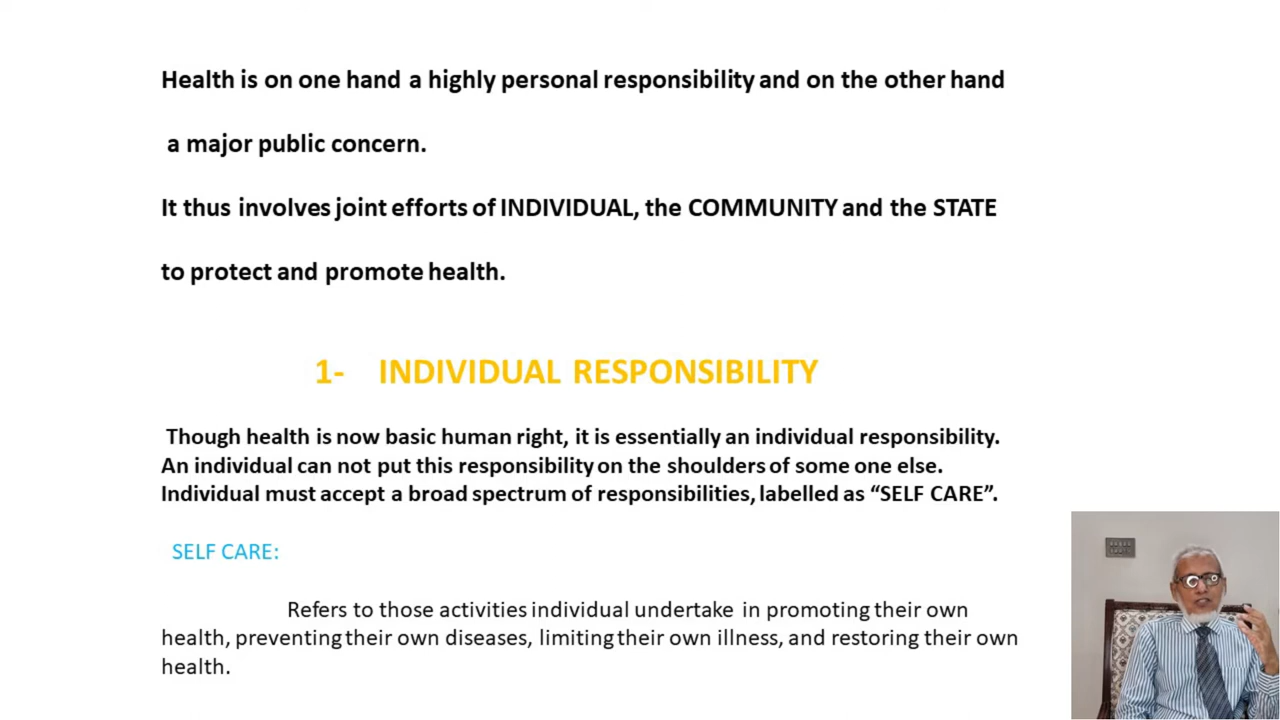 Health is on one hand a highly personal responsibility and on the other hand
a major public concern.
It thus involves joint efforts of INDIVIDUAL, the COMMUNITY and the STATE
to protect and promote health.
1- INDIVIDUAL RESPONSIBILITY
Though health is now basic human right, it is essentially an individual responsibility.
An individual can not put this responsibility on the shoulders of some one else.
Individual must accept a broad spectrum of responsibilities, labelled as “SELF CARE”.
SELF CARE:
Refers to those activities individual undertake in promoting their own
health, preventing their own diseases, limiting their own illness, and restoring their own
health.